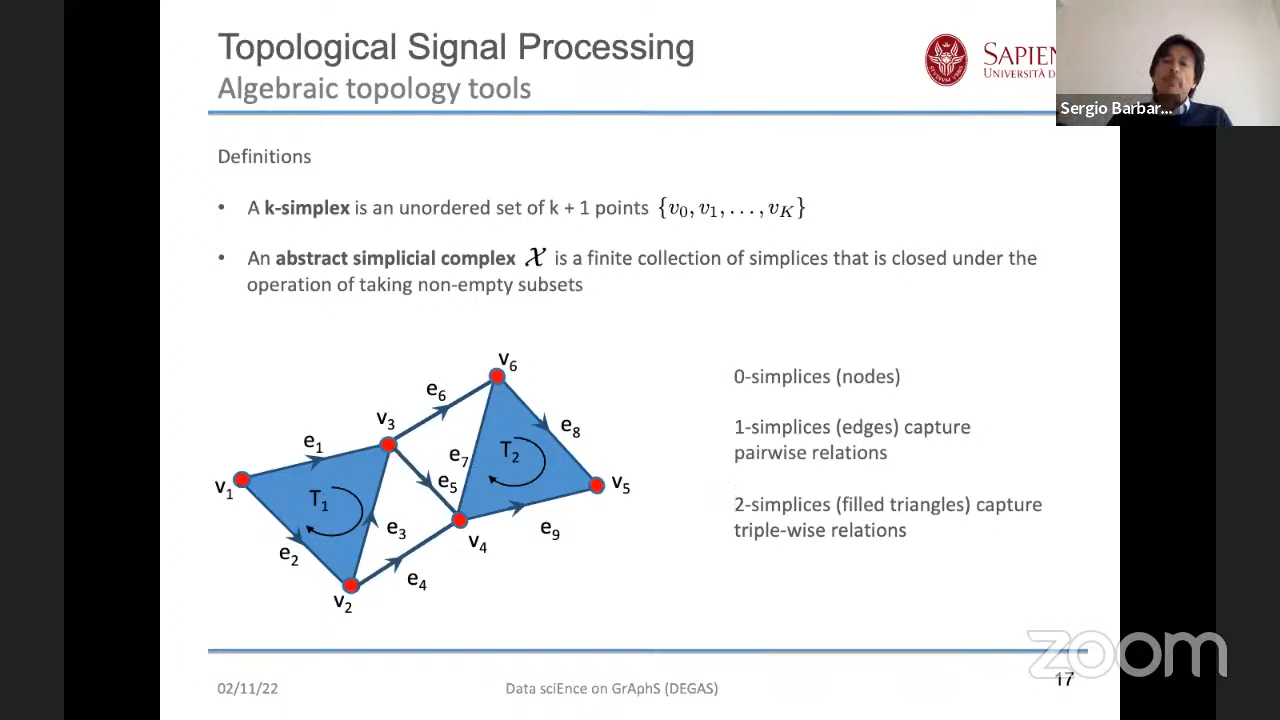 Topological Signal Processing
Algebraic topology tools
SAPIEN
UNIVERSITÀ D
Sergio Barbar...
Definitions
• A k-simplex is an unordered set of k + 1 points {v₀, v₁, . . . , v_K}
• An abstract simplicial complex 𝒳 is a finite collection of simplices that is closed under the
operation of taking non-empty subsets
v₆
e₆
v₃
e₈
e₁
T₂
e₇
e₅
v₅
v₁
T₁
e₃
e₉
v₄
e₂
e₄
v₂
0-simplices (nodes)
1-simplices (edges) capture
pairwise relations
2-simplices (filled triangles) capture
triple-wise relations
zoom
02/11/22
Data sciEnce on GrAphS (DEGAS)
17